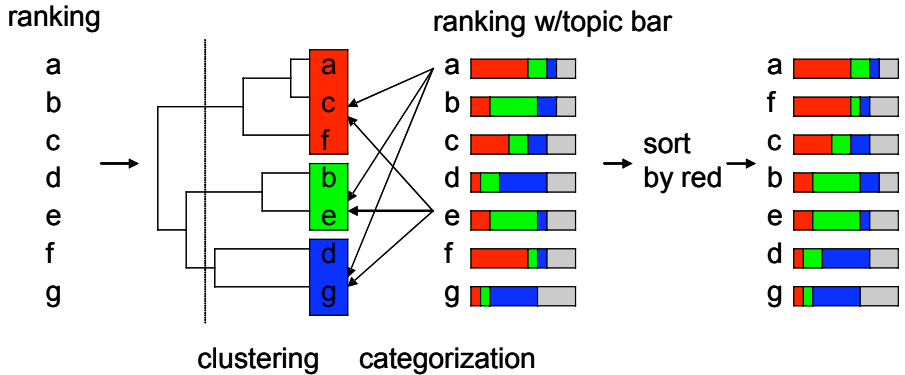 ranking
ranking w/topic bar
a
b
c
d
e
f
g
a
c
f
b
e
d
g
a
b
c
d
e
f
g
sort
by red
a
f
c
b
e
d
g
clustering
categorization